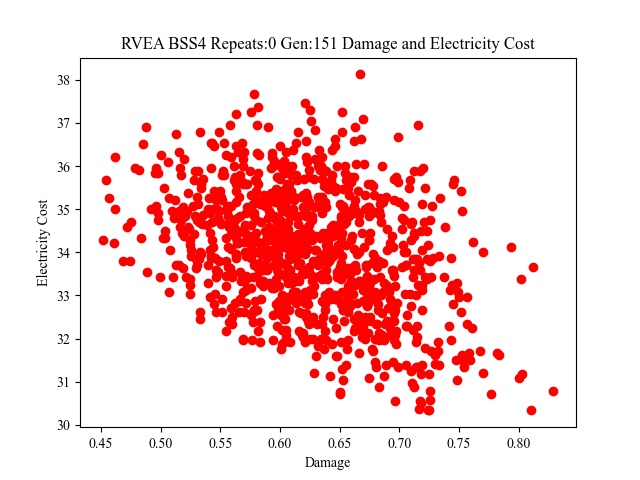 RVEA BSS4 Repeats:0 Gen:151 Damage and Electricity Cost
38
37
36
35
34
33
32
31
30
Electricity Cost
0.45 0.50 0.55 0.60 0.65 0.70 0.75 0.80
Damage